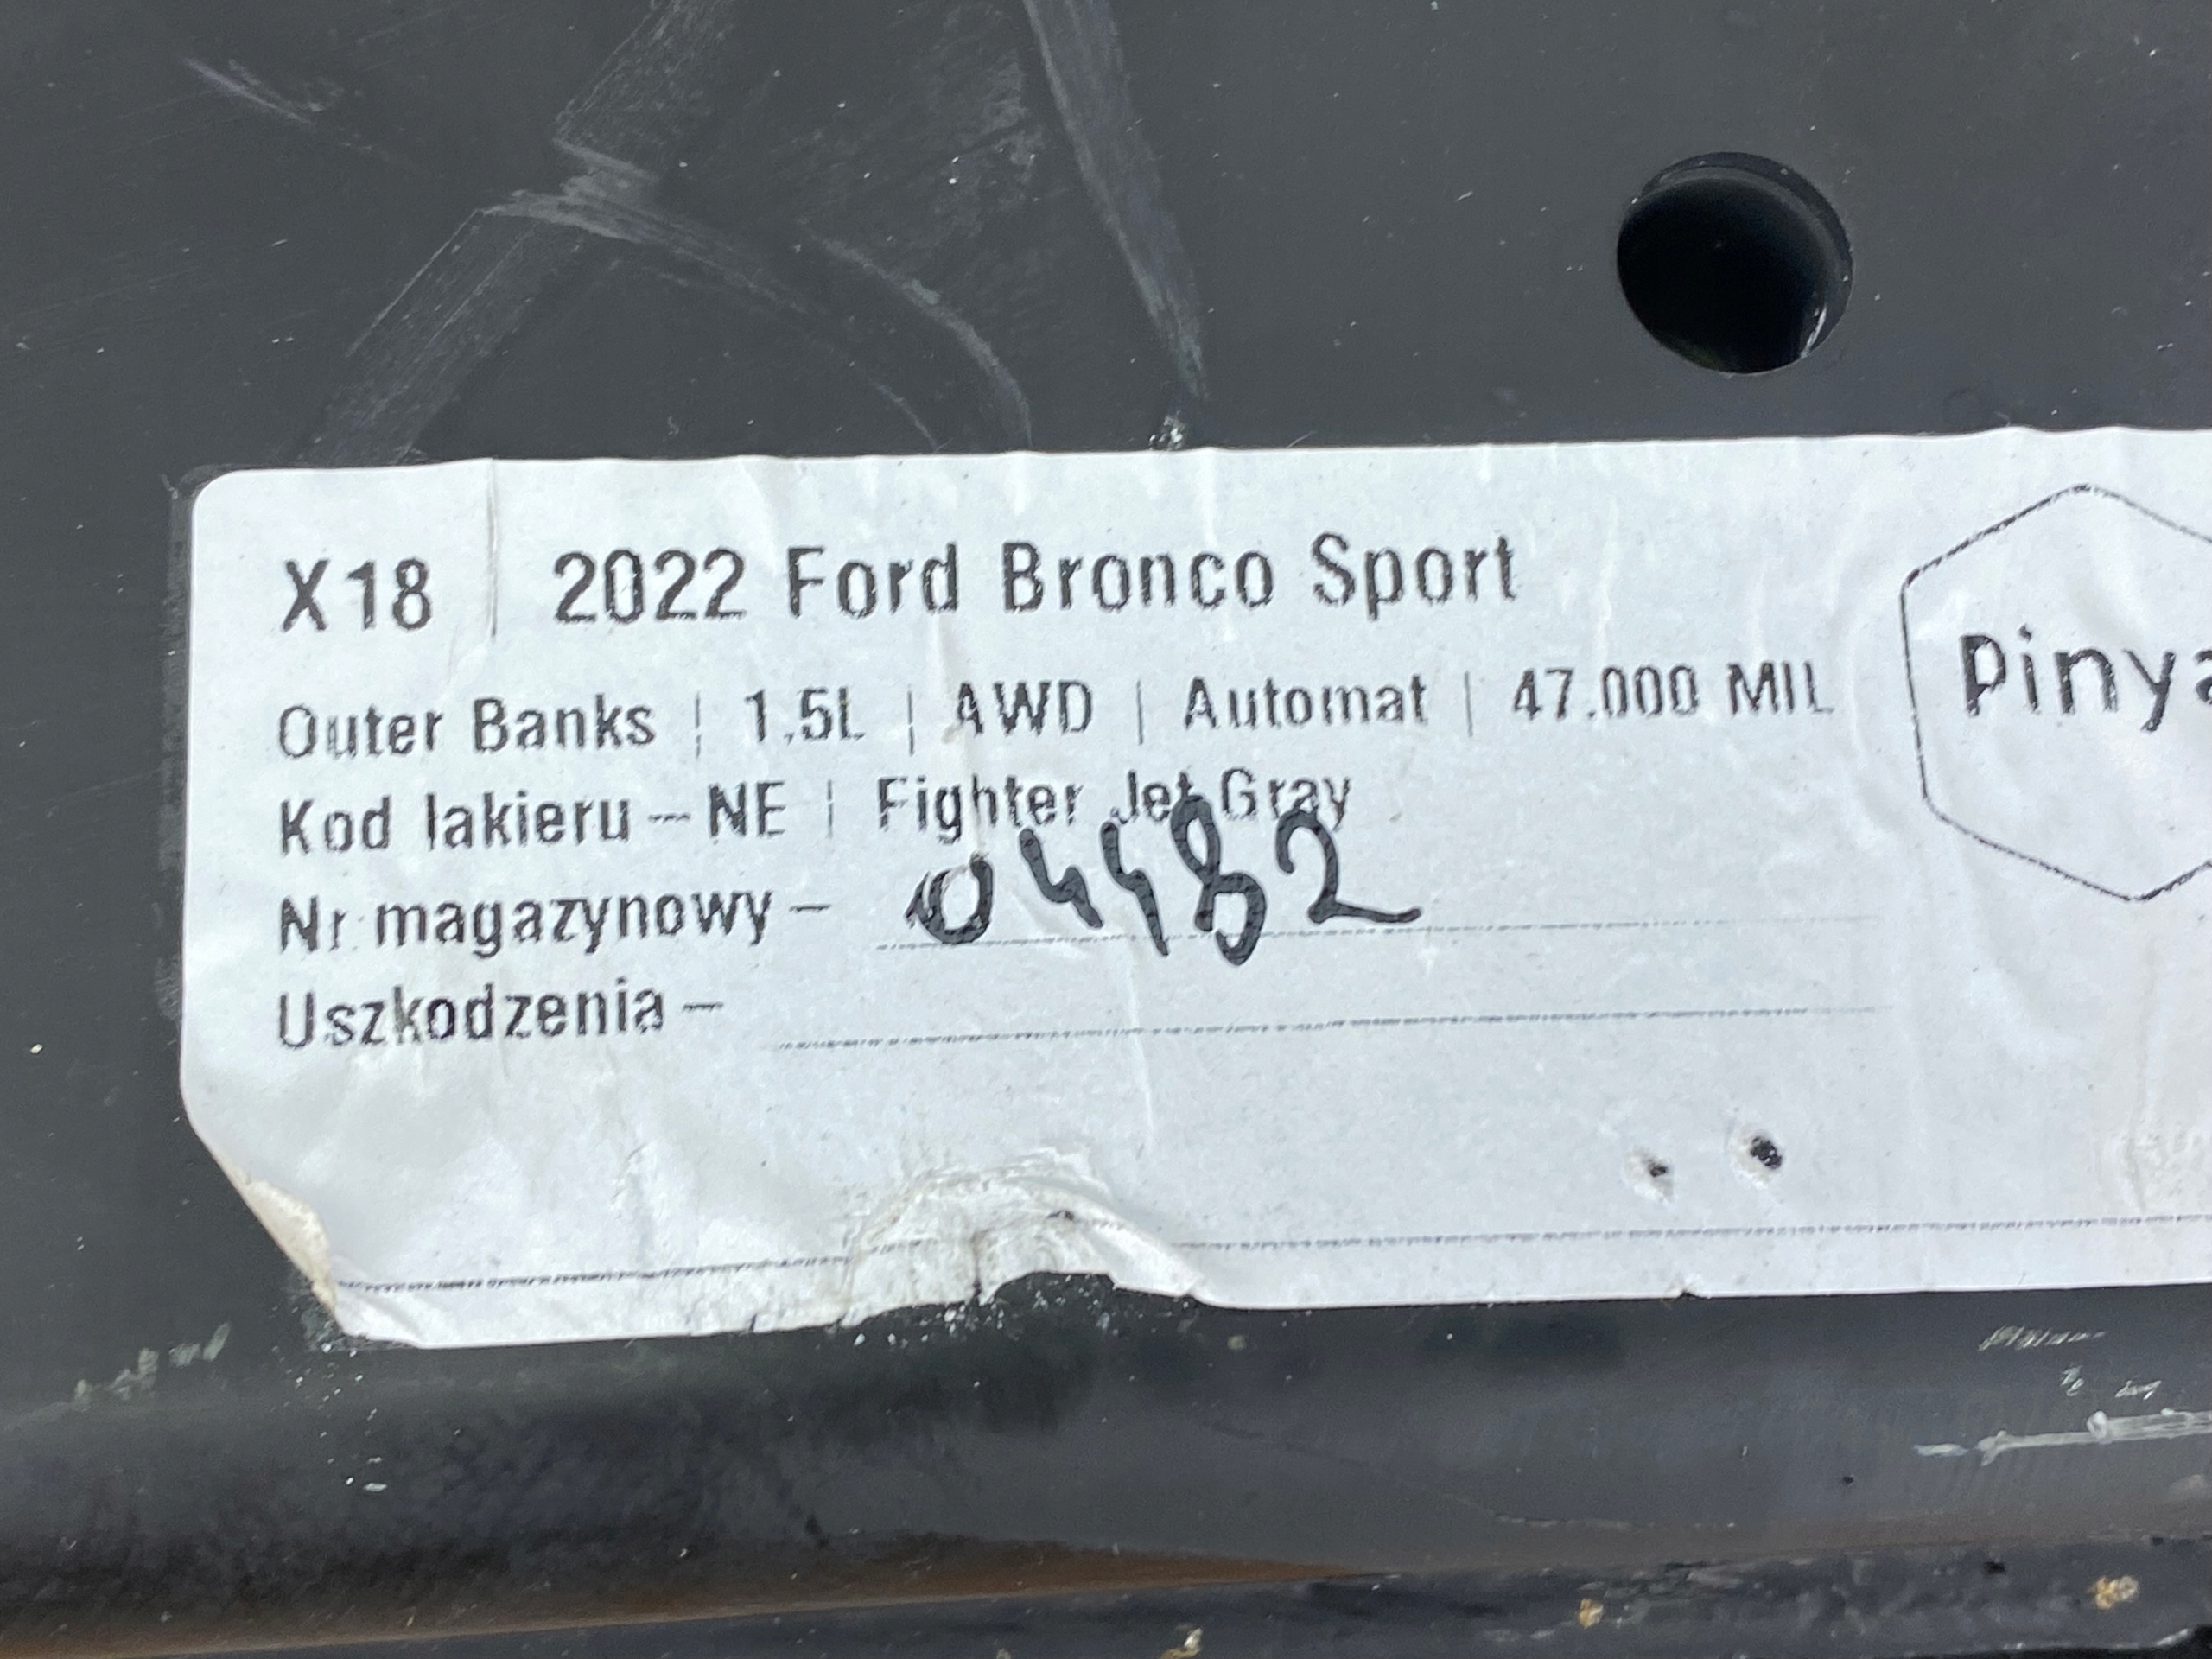 X18 | 2022 Ford Bronco Sport
Outer Banks | 1.5L | AWD | Automat | 47.000 MIL
Kod lakieru – NE | Fighter Jet Gray
Nr magazynowy – 04482
Uszkodzenia –
Pinya